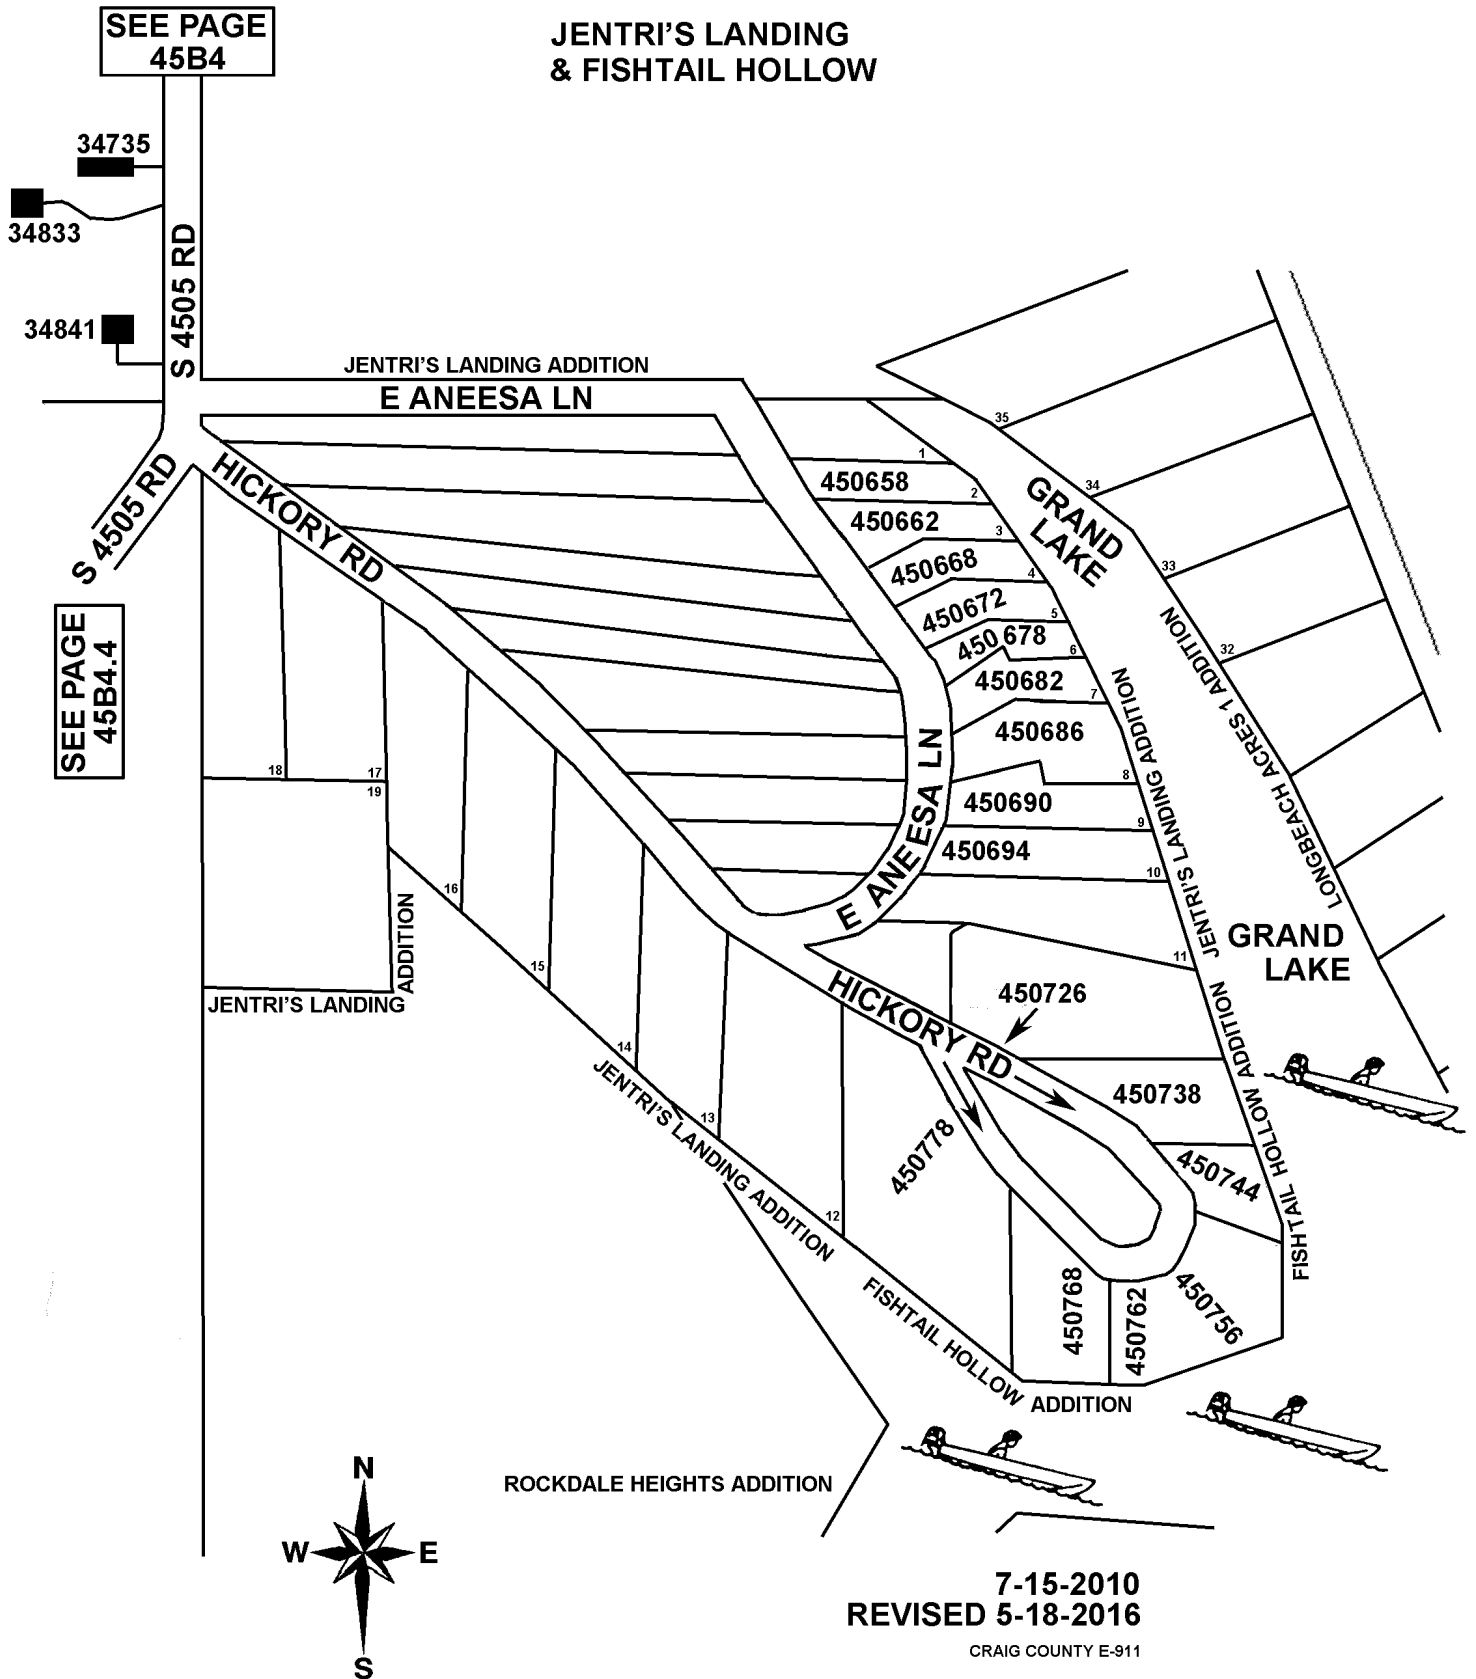 SEE PAGE
45B4
JENTRI'S LANDING
& FISHTAIL HOLLOW
34735
34833
34841
S 4505 RD
JENTRI'S LANDING ADDITION
E ANEESA LN
S 4505 RD
HICKORY RD
SEE PAGE
45B4.4
1
450658
2
450662
3
450668
4
450672
5
450 678
6
450682
7
450686
8
450690
9
450694
10
11
E ANEESA LN
E ANEESA LN
35
34
33
32
GRAND
LAKE
LONGBEACH ACRES 1 ADDITION
JENTRI'S LANDING ADDITION
JENTRI'S LANDING ADDITION
GRAND
LAKE
18
17
19
16
15
14
13
12
JENTRI'S LANDING
ADDITION
HICKORY RD
450726
450738
450744
450756
450762
450768
450778
FISHTAIL HOLLOW ADDITION
JENTRI'S LANDING ADDITION
FISHTAIL HOLLOW
ADDITION
ROCKDALE HEIGHTS ADDITION
N
W
E
S
7-15-2010
REVISED 5-18-2016
CRAIG COUNTY E-911